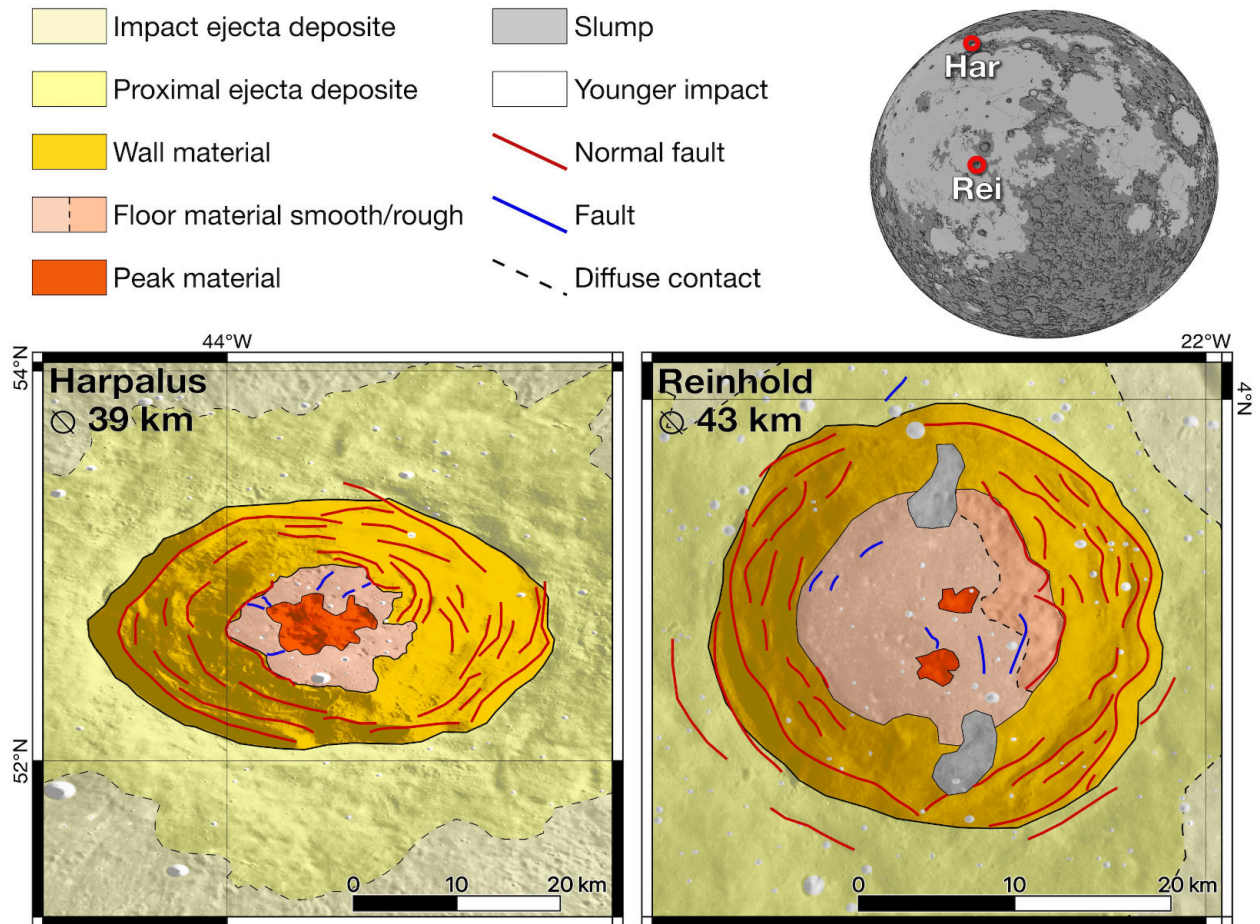 Impact ejecta deposite
Proximal ejecta deposite
Wall material
Floor material smooth/rough
Peak material
Slump
Younger impact
Normal fault
Fault
Diffuse contact
Har
Rei
44°W
54°N
52°N
Harpalus
∅ 39 km
0 10 20 km
22°W
4°N
Reinhold
∅ 43 km
0 10 20 km